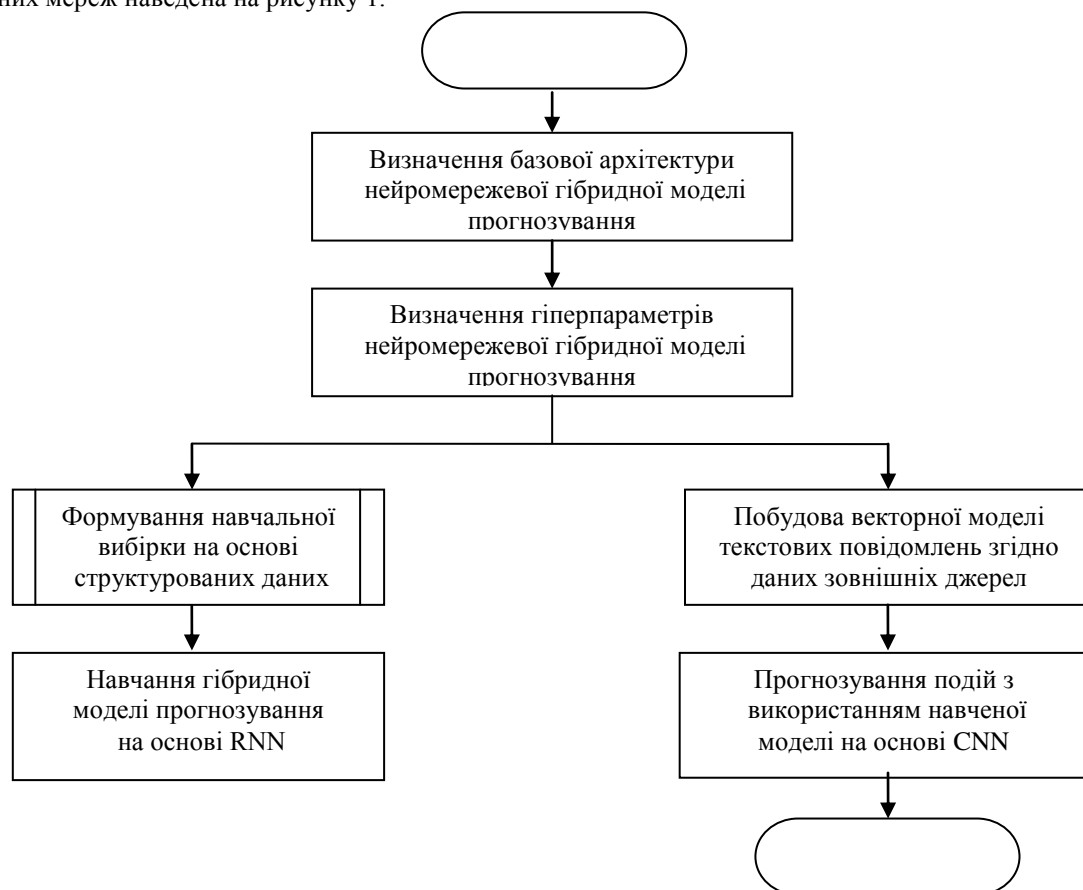 них мереж наведена на рисунку 1.
Визначення базової архітектури
нейромережевої гібридної моделі
прогнозування
Визначення гіперпараметрів
нейромережевої гібридної моделі
прогнозування
Формування навчальної
вибірки на основі
структурованих даних
Побудова векторної моделі
текстових повідомлень згідно
даних зовнішніх джерел
Навчання гібридної
моделі прогнозування
на основі RNN
Прогнозування подій з
використанням навченої
моделі на основі CNN